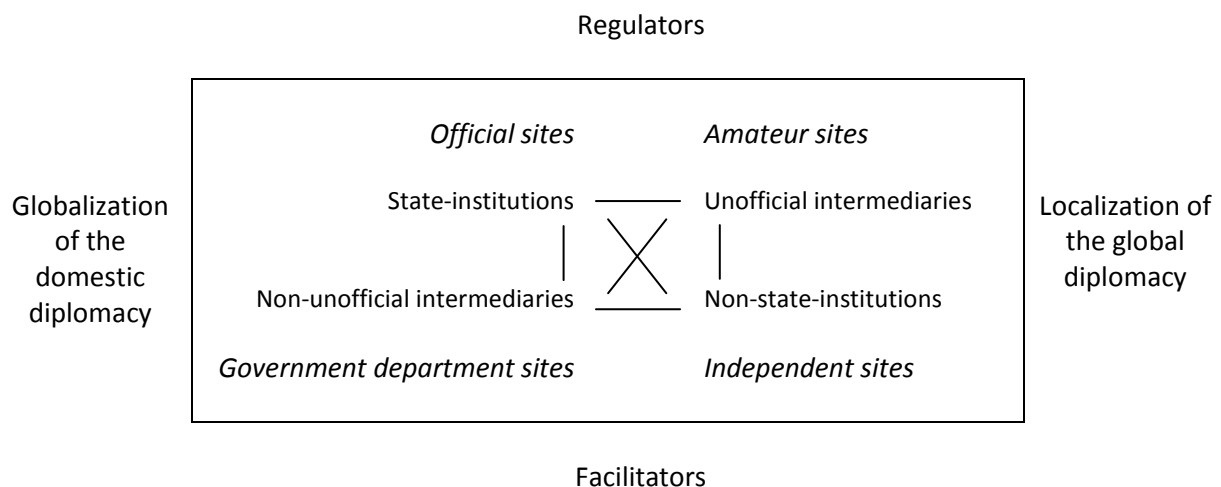 Regulators
Official sites
Amateur sites
State-institutions
Unofficial intermediaries
Globalization
of the
domestic
diplomacy
Localization of
the global
diplomacy
Non-unofficial intermediaries
Non-state-institutions
Government department sites
Independent sites
Facilitators